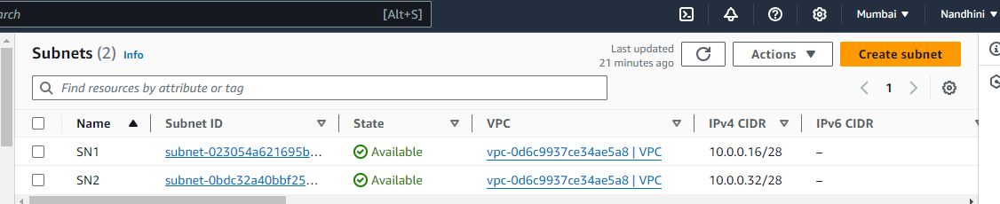 arch [Alt+S] Mumbai ▼ Nandhini ▼
Subnets (2) Info Last updated 21 minutes ago Actions ▼ Create subnet
Find resources by attribute or tag 1
Name Subnet ID State VPC IPv4 CIDR IPv6 CIDR
SN1 subnet-023054a621695b… Available vpc-0d6c9937ce34ae5a8 | VPC 10.0.0.16/28 –
SN2 subnet-0bdc32a40bbf25… Available vpc-0d6c9937ce34ae5a8 | VPC 10.0.0.32/28 –